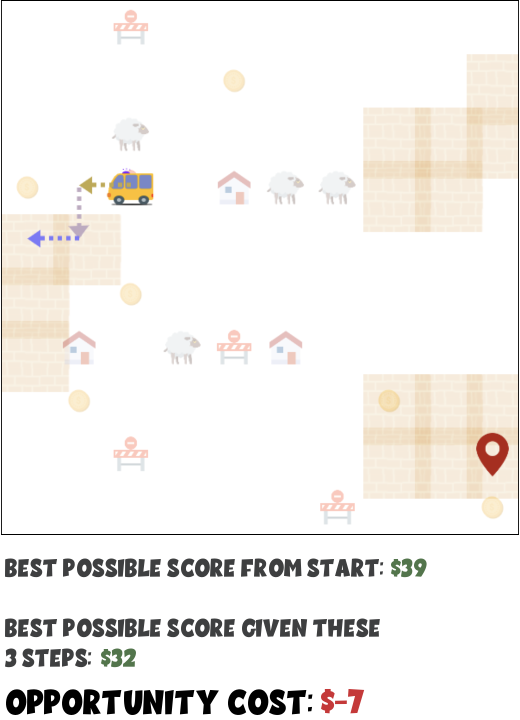 BEST POSSIBLE SCORE FROM START: $39
BEST POSSIBLE SCORE GIVEN THESE
3 STEPS: $32
OPPORTUNITY COST: $-7